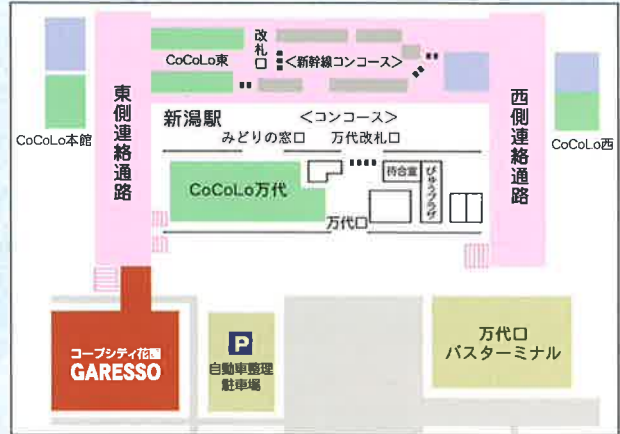 改札口
CoCoLo東
<新幹線コンコース>
東側連絡通路
西側連絡通路
CoCoLo本館
CoCoLo西
新潟駅
<コンコース>
みどりの窓口
万代改札口
CoCoLo万代
待合室
びゅうプラザ
万代口
コープシティ花園
GARESSO
P
自動車整理
駐車場
万代口
バスターミナル